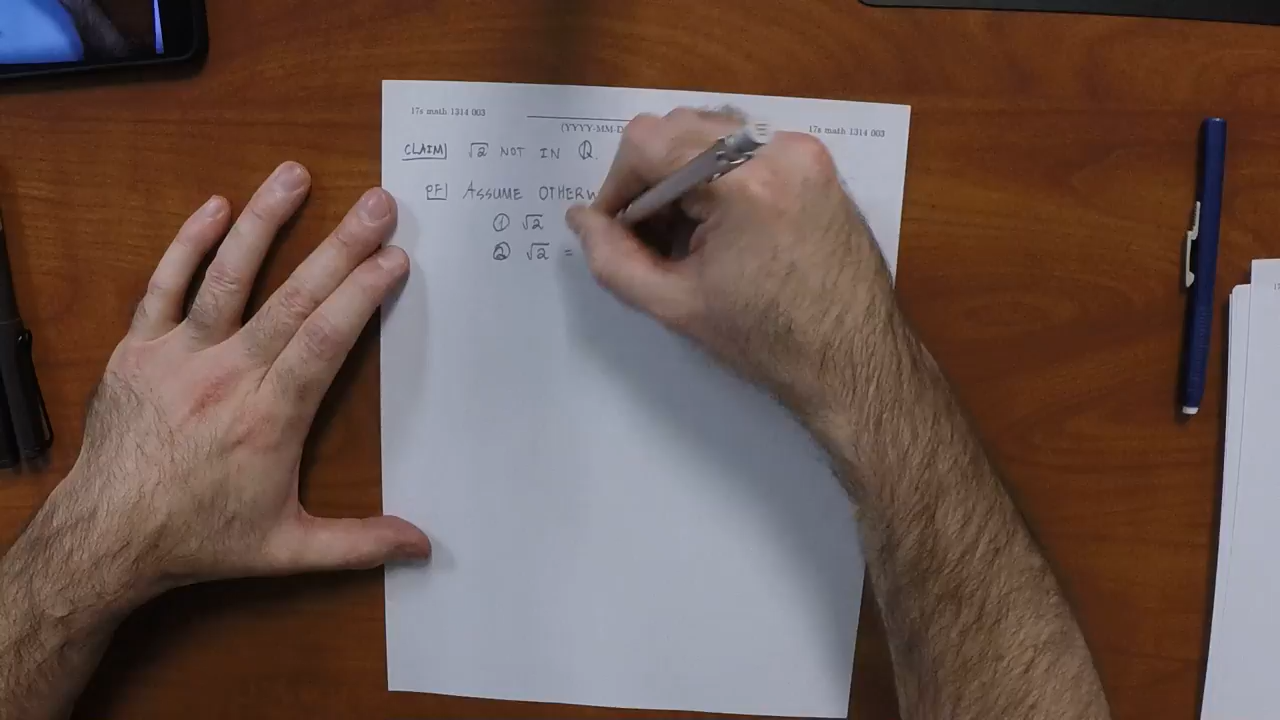 17s math 1314 003
17s math 1314 003
(YYYY-MM-D
CLAIM √2 NOT IN Q.
PF ASSUME OTHERW
① √2
② √2 =